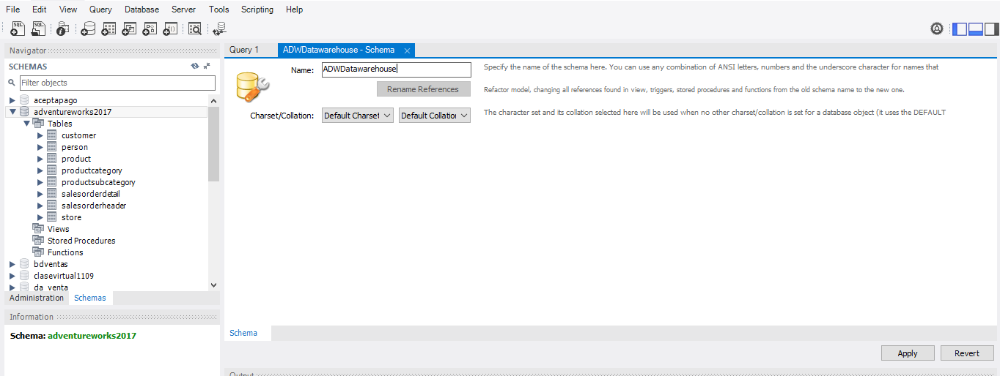 File Edit View Query Database Server Tools Scripting Help
SQL SQL
Navigator
SCHEMAS
Filter objects
aceptapago
adventureworks2017
Tables
customer
person
product
productcategory
productsubcategory
salesorderdetail
salesorderheader
store
Views
Stored Procedures
Functions
bdventas
clasevirtual1109
da_venta
Administration Schemas
Information
Schema: adventureworks2017
Query 1 ADWDatawarehouse - Schema
Name: ADWDatawarehouse Specify the name of the schema here. You can use any combination of ANSI letters, numbers and the underscore character for names that
Rename References Refactor model, changing all references found in view, triggers, stored procedures and functions from the old schema name to the new one.
Charset/Collation: Default Charset Default Collation The character set and its collation selected here will be used when no other charset/collation is set for a database object (it uses the DEFAULT
Schema
Apply Revert
Output